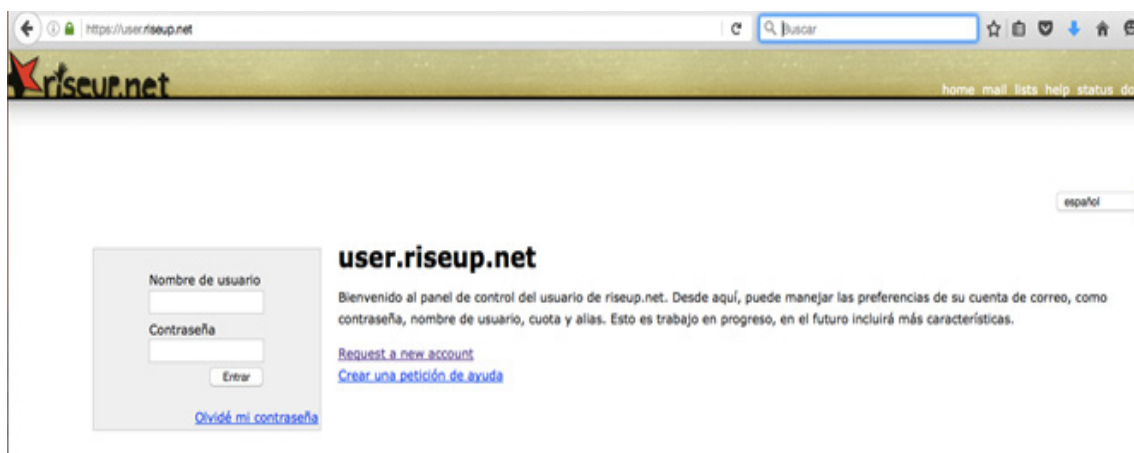 https://user.riseup.net
Buscar
riseup.net
home mail lists help status do
español
Nombre de usuario
Contraseña
Entrar
Olvidé mi contraseña
user.riseup.net
Bienvenido al panel de control del usuario de riseup.net. Desde aquí, puede manejar las preferencias de su cuenta de correo, como
contraseña, nombre de usuario, cuota y alias. Esto es trabajo en progreso, en el futuro incluirá más características.
Request a new account
Crear una petición de ayuda